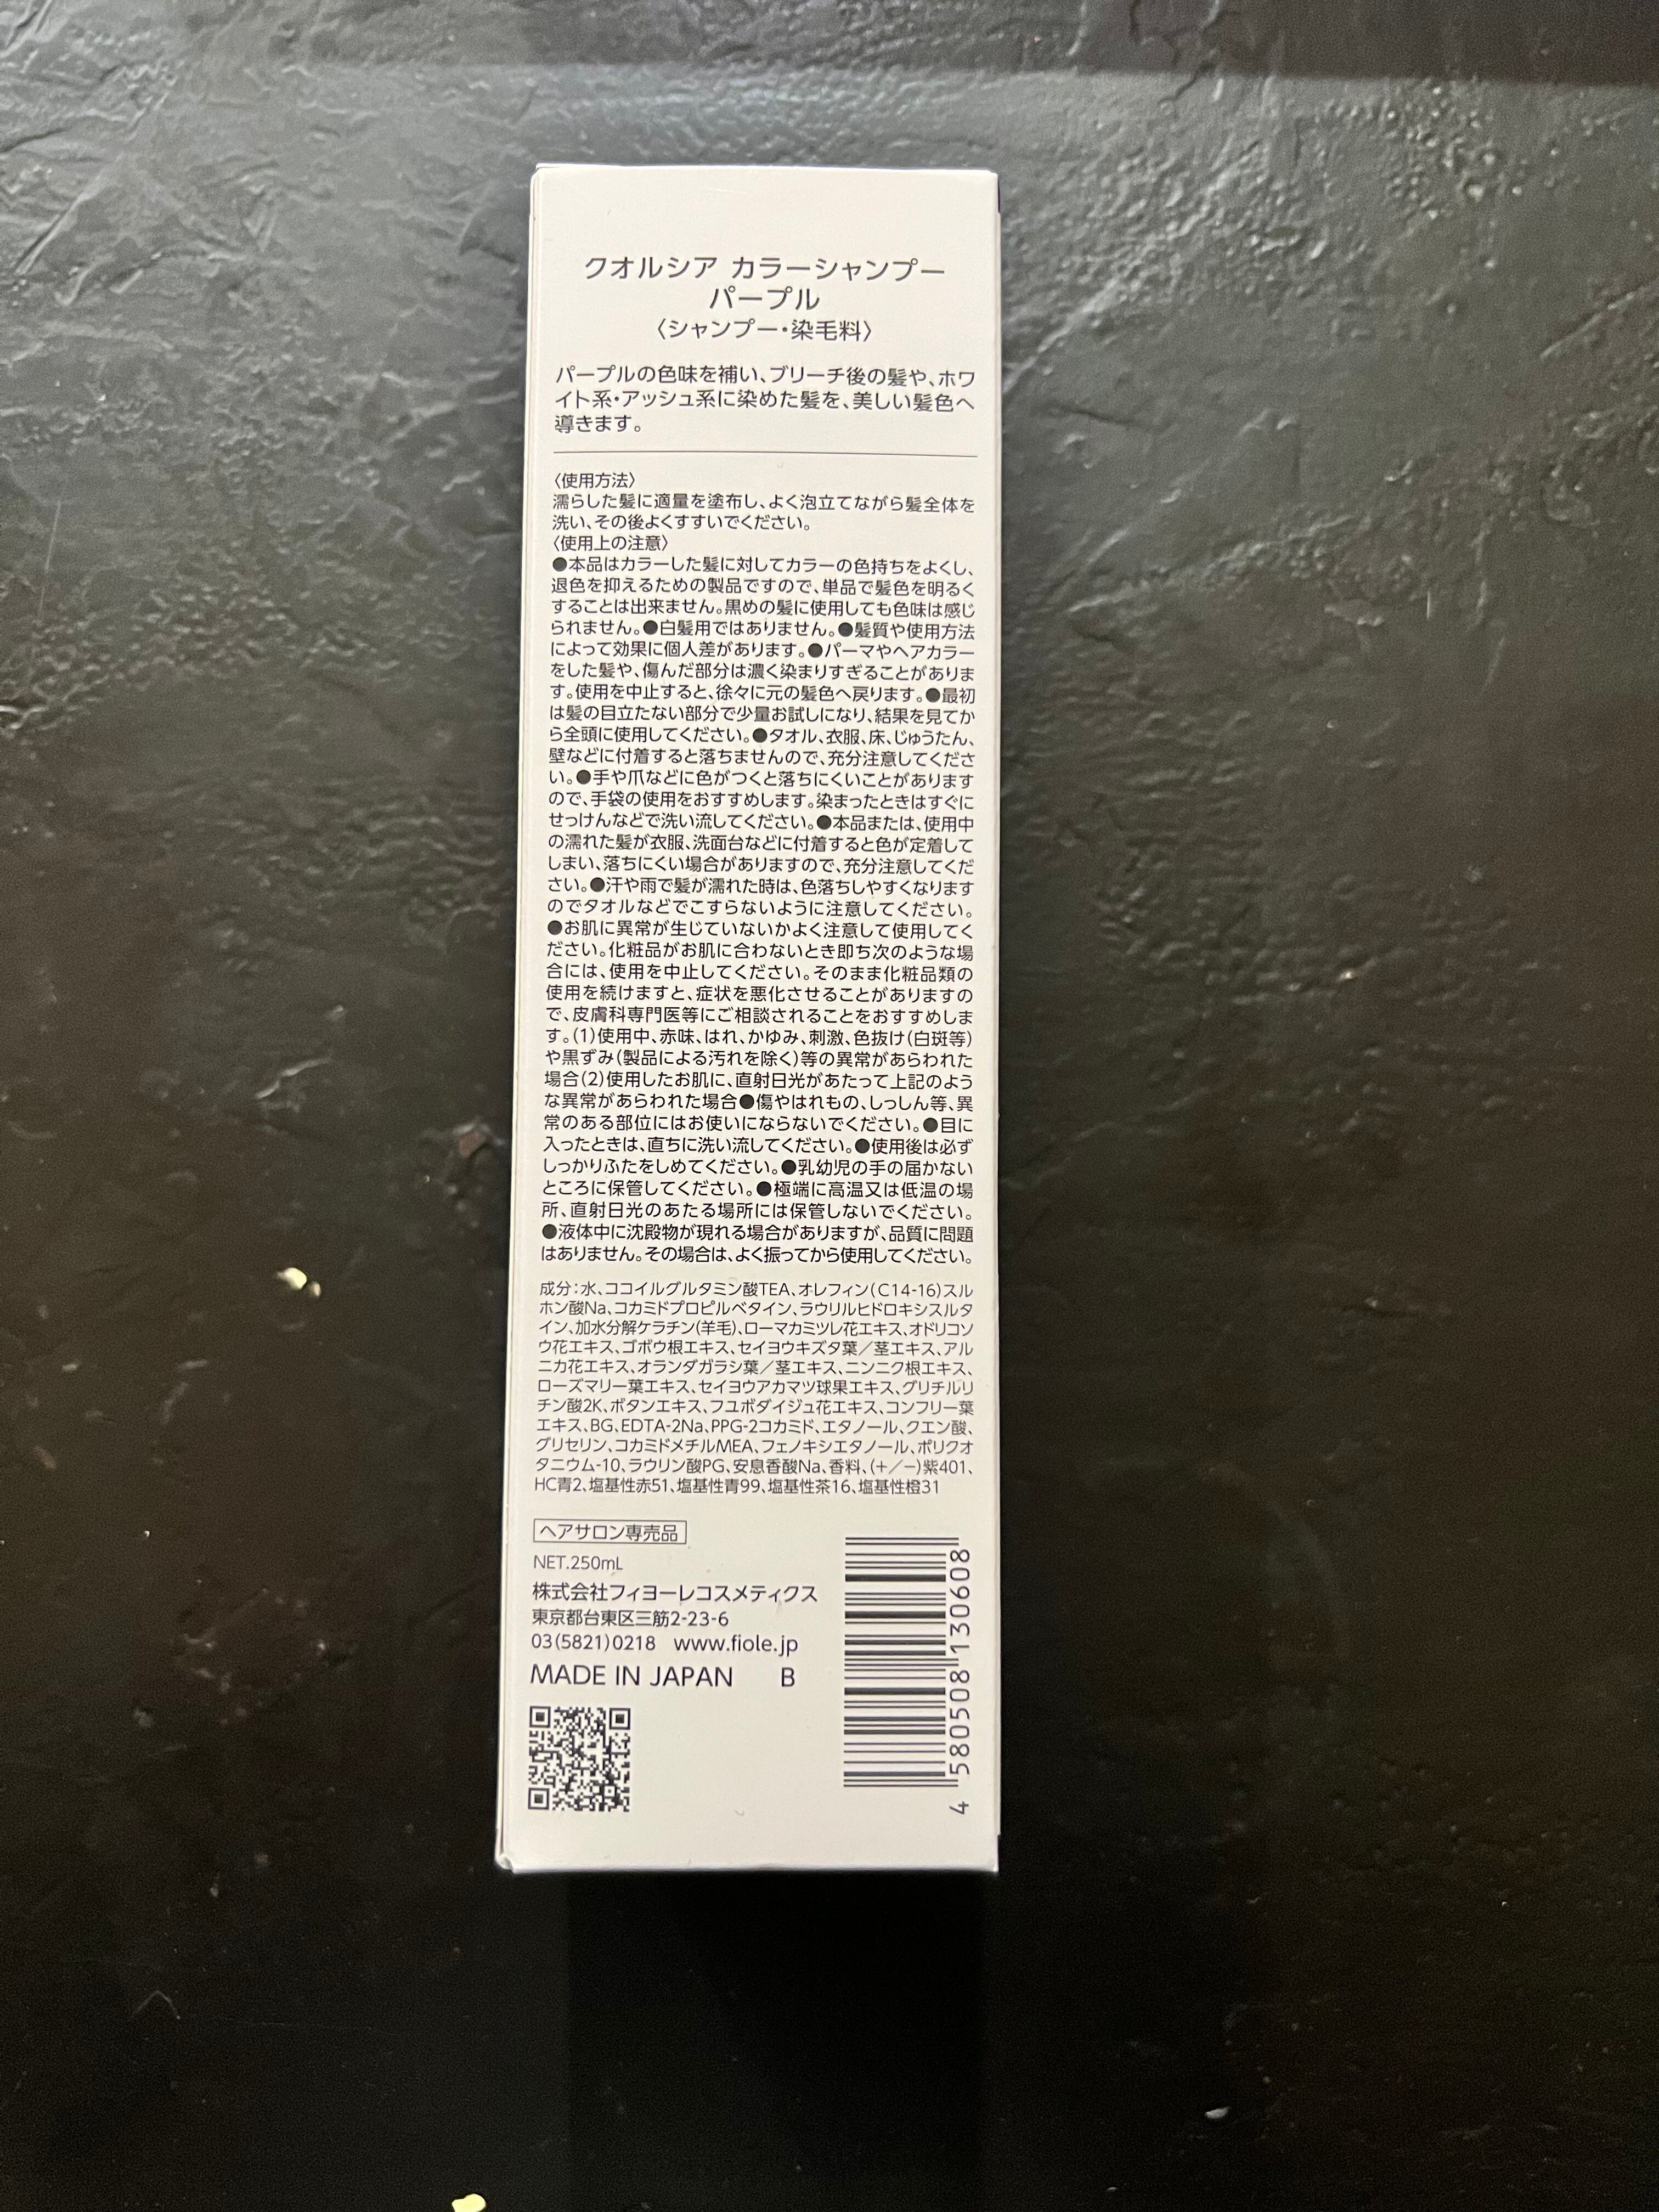 クオルシア カラーシャンプー
パープル
〈シャンプー・染毛料〉
パープルの色味を補い、ブリーチ後の髪や、ホワ
イト系・アッシュ系に染めた髪を、美しい髪色へ
導きます。
〈使用方法〉
濡らした髪に適量を塗布し、よく泡立てながら髪全体を
洗い、その後よくすすいでください。
〈使用上の注意〉
●本品はカラーした髪に対してカラーの色持ちをよくし、
退色を抑えるための製品ですので、単品で髪色を明るく
することは出来ません。黒めの髪に使用しても色味は感じ
られません。●白髪用ではありません。●髪質や使用方法
によって効果に個人差があります。●パーマやヘアカラー
をした髪や、傷んだ部分は濃く染まりすぎることがありま
す。使用を中止すると、徐々に元の髪色へ戻ります。●最初
は髪の目立たない部分で少量お試しになり、結果を見てか
ら全頭に使用してください。●タオル、衣服、床、じゅうたん、
壁などに付着すると落ちませんので、充分注意してくださ
い。●手や爪などに色がつくと落ちにくいことがあります
ので、手袋の使用をおすすめします。染まったときはすぐに
せっけんなどで洗い流してください。●本品または、使用中
の濡れた髪が衣服、洗面台などに付着すると色が定着して
しまい、落ちにくい場合がありますので、充分注意してくだ
さい。●汗や雨で髪が濡れた時は、色落ちしやすくなります
のでタオルなどでこすらないように注意してください。
●お肌に異常が生じていないかよく注意して使用してく
ださい。化粧品がお肌に合わないとき即ち次のような場
合には、使用を中止してください。そのまま化粧品類の
使用を続けますと、症状を悪化させることがありますの
で、皮膚科専門医等にご相談されることをおすすめしま
す。(1)使用中、赤味、はれ、かゆみ、刺激、色抜け(白斑等)
や黒ずみ(製品による汚れを除く)等の異常があらわれた
場合(2)使用したお肌に、直射日光があたって上記のよう
な異常があらわれた場合●傷やはれもの、しっしん等、異
常のある部位にはお使いにならないでください。●目に
入ったときは、直ちに洗い流してください。●使用後は必ず
しっかりふたをしめてください。●乳幼児の手の届かない
ところに保管してください。●極端に高温又は低温の場
所、直射日光のあたる場所には保管しないでください。
●液体中に沈殿物が現れる場合がありますが、品質に問題
はありません。その場合は、よく振ってから使用してください。
成分:水、ココイルグルタミン酸TEA、オレフィン(C14-16)スル
ホン酸Na、コカミドプロピルベタイン、ラウリルヒドロキシスルタ
イン、加水分解ケラチン(羊毛)、ローマカミツレ花エキス、オドリコソ
ウ花エキス、ゴボウ根エキス、セイヨウキズタ葉/茎エキス、アル
ニカ花エキス、オランダガラシ葉/茎エキス、ニンニク根エキス、
ローズマリー葉エキス、セイヨウアカマツ球果エキス、グリチルリ
チン酸2K、ボタンエキス、フユボダイジュ花エキス、コンフリー葉
エキス、BG、EDTA-2Na、PPG-2コカミド、エタノール、クエン酸、
グリセリン、コカミドメチルMEA、フェノキシエタノール、ポリクオ
タニウム-10、ラウリン酸PG、安息香酸Na、香料、(+/−)紫401、
HC青2、塩基性赤51、塩基性青99、塩基性茶16、塩基性橙31
ヘアサロン専売品
NET.250mL
株式会社フィヨーレコスメティクス
東京都台東区三筋2-23-6
03(5821)0218 www.fiole.jp
MADE IN JAPAN B
4 580508 130608